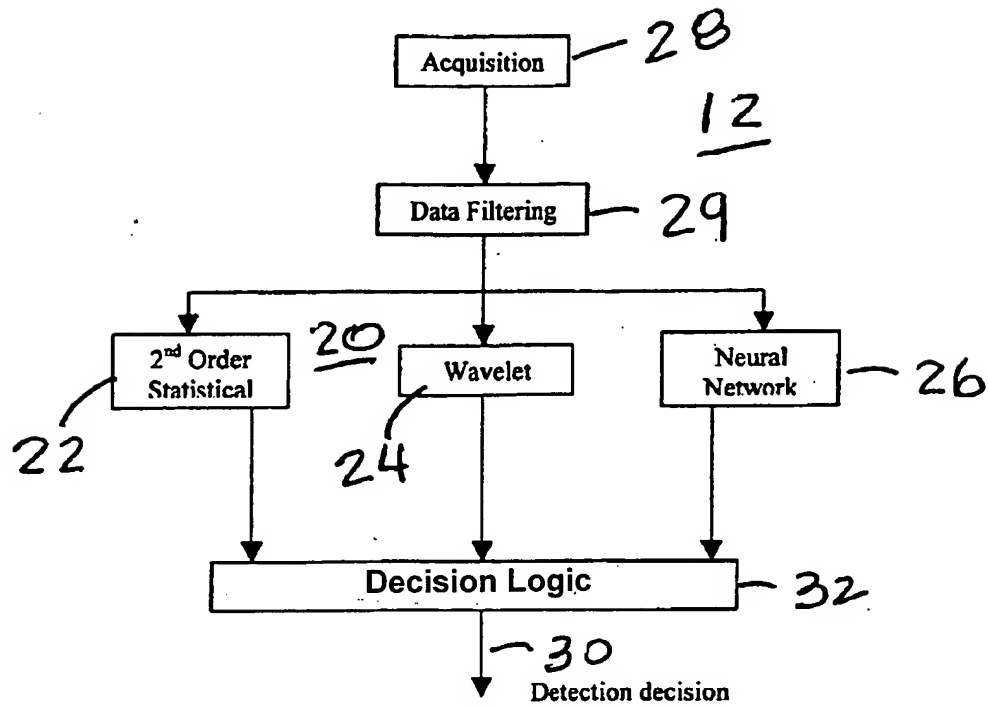 Acquisition
28
12
Data Filtering
29
2nd Order
Statistical
20
Wavelet
Neural
Network
26
22
24
Decision Logic
32
30
Detection decision